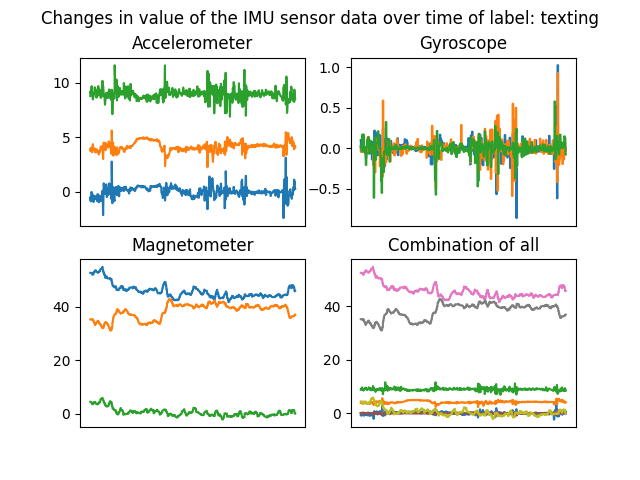 Changes in value of the IMU sensor data over time of label: texting
Accelerometer
Gyroscope
10
5
0
1.0
0.5
0.0
−0.5
Magnetometer
Combination of all
40
20
0
40
20
0